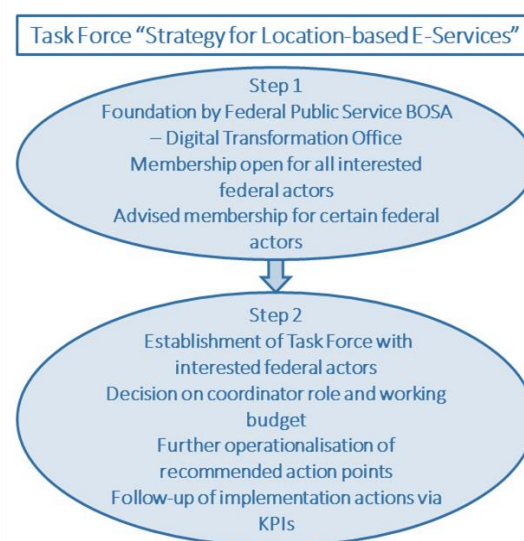 Task Force “Strategy for Location-based E-Services”
Step 1
Foundation by Federal Public Service BOSA
– Digital Transformation Office
Membership open for all interested
federal actors
Advised membership for certain federal
actors
Step 2
Establishment of Task Force with
interested federal actors
Decision on coordinator role and working
budget
Further operationalisation of
recommended action points
Follow-up of implementation actions via
KPIs